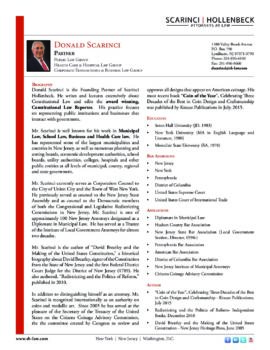 SCARINCI | HOLLENBECK
ATTORNEYS AT LAW
DONALD SCARINCI
PARTNER
PUBLIC LAW GROUP
HEALTH CARE & HOSPITAL LAW GROUP
CORPORATE TRANSACTIONS & BUSINESS LAW GROUP
1100 Valley Brook Avenue
P.O. Box 790
Lyndhurst, NJ 07071-0790
BIOGRAPHY
Donald Scarinci is the Founding Partner of Scarinci
Hollenbeck. He writes and lectures extensively about
Constitutional Law and edits the award winning,
Constitutional Law Reporter. His practice focuses
on representing public institutions and businesses that
interact with government.
Mr. Scarinci is well known for his work in Municipal
Law, School Law, Business and Health Care law. He
has represented some of the largest municipalities and
counties in New Jersey as well as numerous planning and
zoning boards, economic development authorities, school
boards, utility authorities, colleges, hospitals and other
public entities at all levels of municipal, county, regional
and state government.
Mr. Scarinci currently serves as Corporation Counsel to
the City of Union City and the Town of West New York.
He previously served as counsel to the New Jersey State
Assembly and as counsel to the Democratic members
of both the Congressional and Legislative Redistricting
Commissions in New Jersey. Mr. Scarinci is one of
approximately 100 New Jersey Attorneys designated as a
Diplomate in Municipal Law. He has served as a Trustee
of the Institute of Local Government Attorneys for almost
two decades.
Mr. Scarinci is the author of "David Brearley and the
Making of the United States Constitution," a historical
biography about David Brearley, signer of the Constitution
from the State of New Jersey and the first Federal District
Court Judge for the District of New Jersey (1789). He
also authored, "Redistricting and the Politics of Reform,"
published in 2010.
In addition to distinguishing himself as an attorney, Mr.
Scarinci is recognized internationally as an authority on
coins and medallic art. Since 2005 he has served at the
pleasure of the Secretary of the Treasury of the United
States on the Citizens Coinage Advisory Commission,
the committee created by Congress to review and
approve all designs that appear on American coinage. His
most recent book "Coin of the Year", Celebrating Three
Decades of the Best in Coin Design and Craftsmanship
was published by Krause Publications in July 2015.
EDUCATION
Seton Hall University (JD, 1983)
New York University (MA in English Language and
Literature, 1980)
Montclair State University (BA, 1978)
BAR ADMISSIONS
New Jersey
New York
Pennsylvania
District of Columbia
United States Supreme Court
United States Court of International Trade
AFFILIATIONS
Diplomate in Municipal Law
Hudson County Bar Association
New Jersey State Bar Association (Local Government
Pennsylvania Bar Association
American Bar Association
District of Columbia Bar Association
New Jersey Institute of Municipal Attorneys
Citizens Coinage Advisory Commission
AUTHOR
"Coin of the Year", Celebrating Three Decades of the Best
in Coin Design and Craftsmanship - Krause Publications,
July 2015
Redistricting and the Politics of Reform - Independent
Books, December 2010
David Brearley and the Making of the United States
Constitution - New Jersey Heritage Press, June 2005
www.sh-law.com
New York | New Jersey | Washington, D.C.